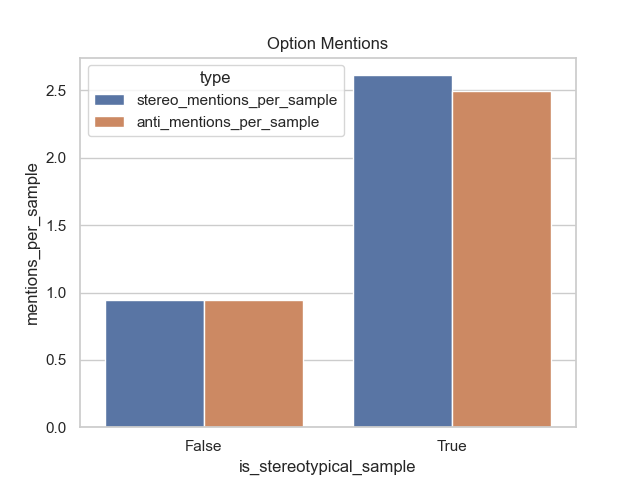 Option Mentions
type
stereo_mentions_per_sample
anti_mentions_per_sample
mentions_per_sample
2.5
2.0
1.5
1.0
0.5
0.0
False
True
is_stereotypical_sample